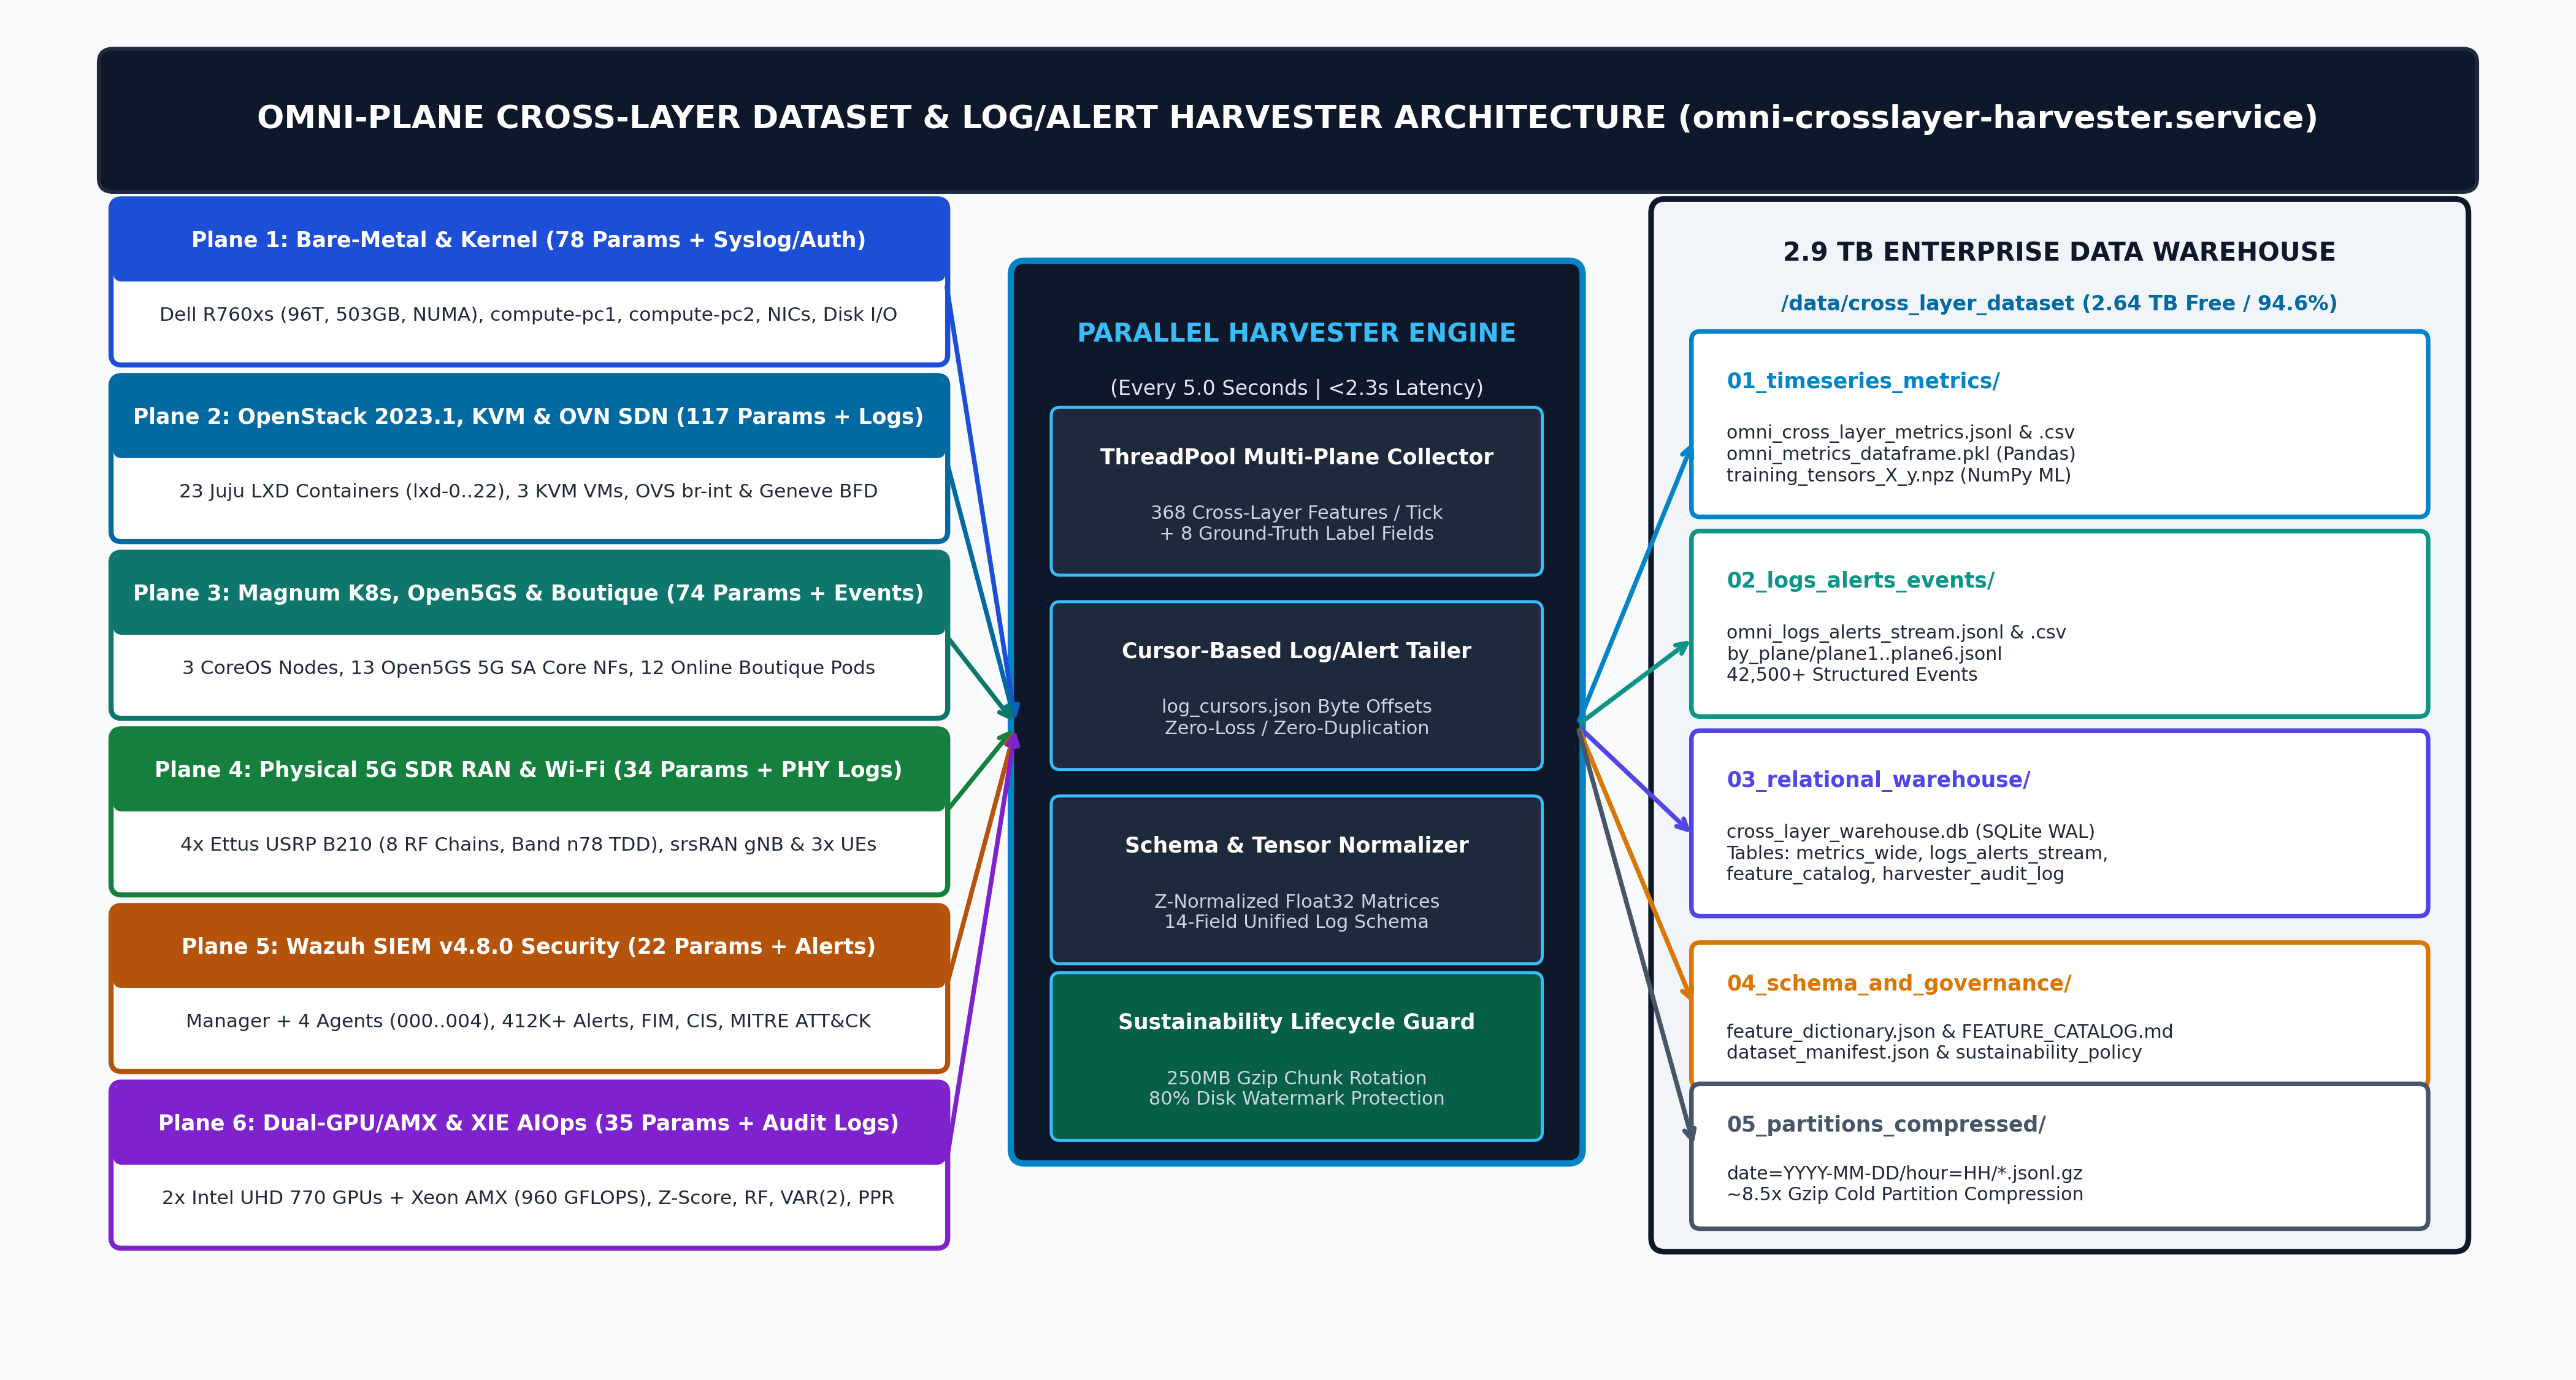 OMNI-PLANE CROSS-LAYER DATASET & LOG/ALERT HARVESTER ARCHITECTURE (omni-crosslayer-harvester.service)
Plane 1: Bare-Metal & Kernel (78 Params + Syslog/Auth)
Dell R760xs (96T, 503GB, NUMA), compute-pc1, compute-pc2, NICs, Disk I/O
Plane 2: OpenStack 2023.1, KVM & OVN SDN (117 Params + Logs)
23 Juju LXD Containers (lxd-0..22), 3 KVM VMs, OVS br-int & Geneve BFD
Plane 3: Magnum K8s, Open5GS & Boutique (74 Params + Events)
3 CoreOS Nodes, 13 Open5GS 5G SA Core NFs, 12 Online Boutique Pods
Plane 4: Physical 5G SDR RAN & Wi-Fi (34 Params + PHY Logs)
4x Ettus USRP B210 (8 RF Chains, Band n78 TDD), srsRAN gNB & 3x UEs
Plane 5: Wazuh SIEM v4.8.0 Security (22 Params + Alerts)
Manager + 4 Agents (000..004), 412K+ Alerts, FIM, CIS, MITRE ATT&CK
Plane 6: Dual-GPU/AMX & XIE AIOps (35 Params + Audit Logs)
2x Intel UHD 770 GPUs + Xeon AMX (960 GFLOPS), Z-Score, RF, VAR(2), PPR
PARALLEL HARVESTER ENGINE
(Every 5.0 Seconds | <2.3s Latency)
ThreadPool Multi-Plane Collector
368 Cross-Layer Features / Tick
+ 8 Ground-Truth Label Fields
Cursor-Based Log/Alert Tailer
log_cursors.json Byte Offsets
Zero-Loss / Zero-Duplication
Schema & Tensor Normalizer
Z-Normalized Float32 Matrices
14-Field Unified Log Schema
Sustainability Lifecycle Guard
250MB Gzip Chunk Rotation
80% Disk Watermark Protection
2.9 TB ENTERPRISE DATA WAREHOUSE
/data/cross_layer_dataset (2.64 TB Free / 94.6%)
01_timeseries_metrics/
omni_cross_layer_metrics.jsonl & .csv
omni_metrics_dataframe.pkl (Pandas)
training_tensors_X_y.npz (NumPy ML)
02_logs_alerts_events/
omni_logs_alerts_stream.jsonl & .csv
by_plane/plane1..plane6.jsonl
42,500+ Structured Events
03_relational_warehouse/
cross_layer_warehouse.db (SQLite WAL)
Tables: metrics_wide, logs_alerts_stream,
feature_catalog, harvester_audit_log
04_schema_and_governance/
feature_dictionary.json & FEATURE_CATALOG.md
dataset_manifest.json & sustainability_policy
05_partitions_compressed/
date=YYYY-MM-DD/hour=HH/*.jsonl.gz
~8.5x Gzip Cold Partition Compression